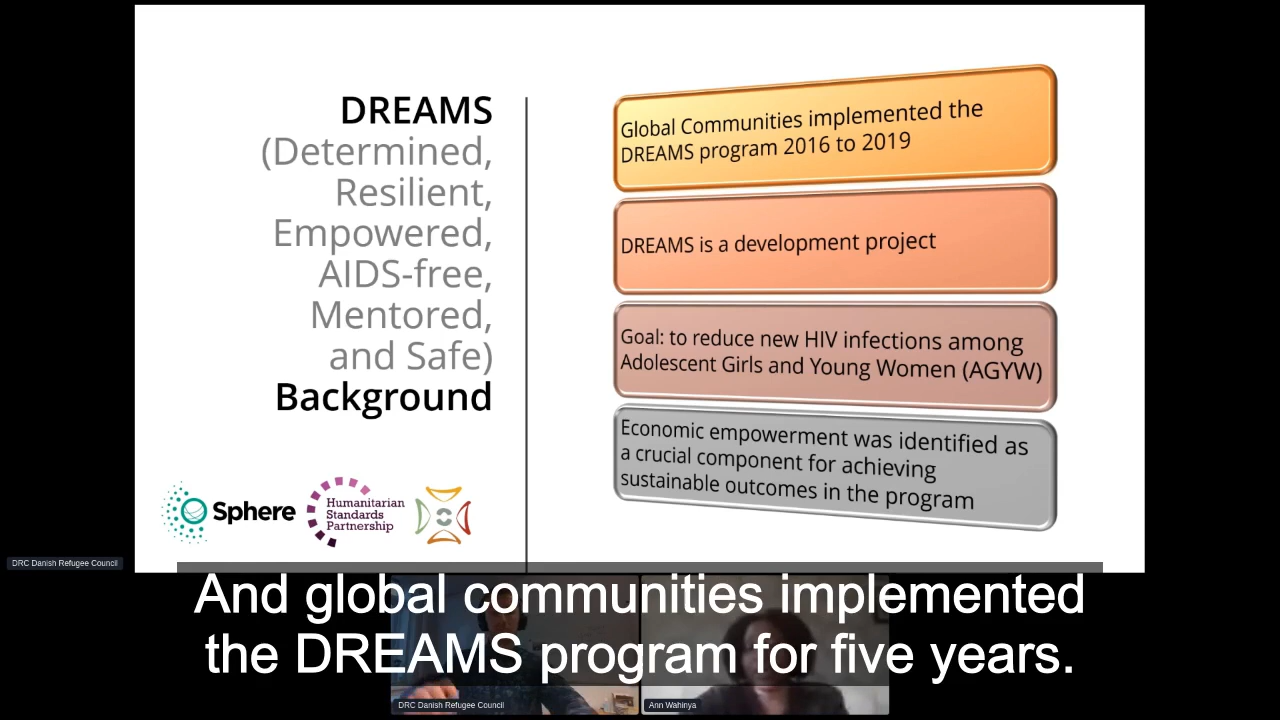 DREAMS
(Determined,
Resilient,
Empowered,
AIDS-free,
Mentored,
and Safe)
Background
Global Communities implemented the
DREAMS program 2016 to 2019
DREAMS is a development project
Goal: to reduce new HIV infections among
Adolescent Girls and Young Women (AGYW)
Economic empowerment was identified as
a crucial component for achieving
sustainable outcomes in the program
Sphere
Humanitarian
Standards
Partnership
DRC Danish Refugee Council
And global communities implemented
the DREAMS program for five years.
DRC Danish Refugee Council
Ann Wahinya